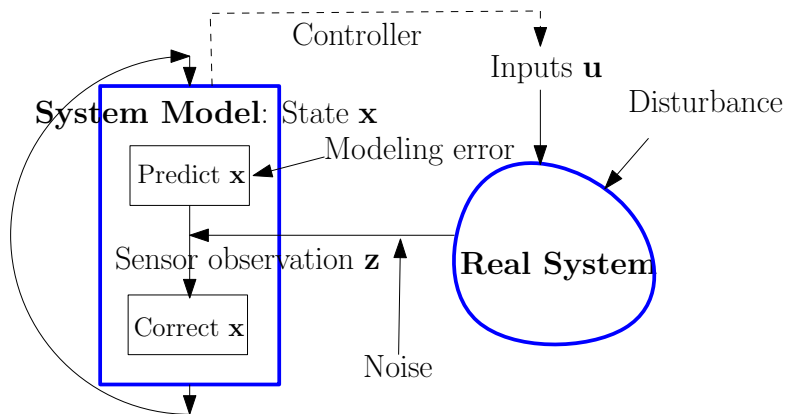 Controller
Inputs u
System Model: State x
Disturbance
Modeling error
Predict x
Sensor observation z
Real System
Correct x
Noise